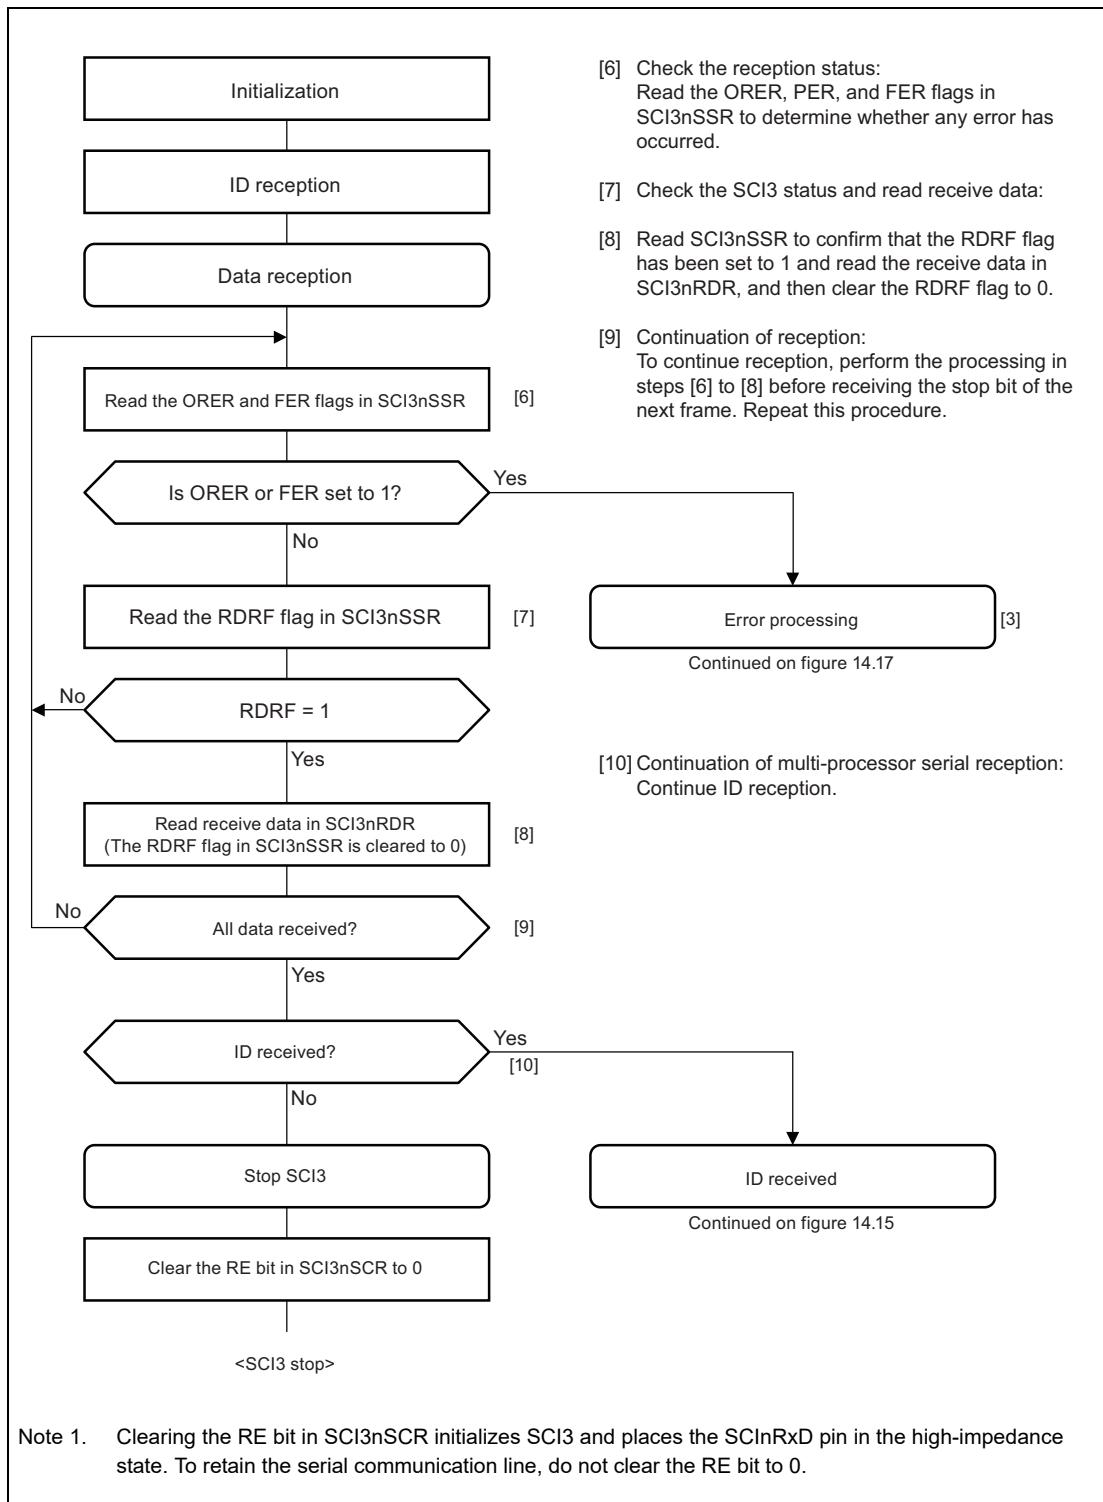 Initialization
ID reception
Data reception
Read the ORER and FER flags in SCI3nSSR
[6]
Is ORER or FER set to 1?
Yes
No
Read the RDRF flag in SCI3nSSR
[7]
Error processing
[3]
Continued on figure 14.17
No
RDRF = 1
Yes
Read receive data in SCI3nRDR
(The RDRF flag in SCI3nSSR is cleared to 0)
[8]
No
All data received?
[9]
Yes
ID received?
Yes
[10]
No
Stop SCI3
ID received
Continued on figure 14.15
Clear the RE bit in SCI3nSCR to 0
<SCI3 stop>
[6] Check the reception status:
Read the ORER, PER, and FER flags in
SCI3nSSR to determine whether any error has
occurred.
[7] Check the SCI3 status and read receive data:
[8] Read SCI3nSSR to confirm that the RDRF flag
has been set to 1 and read the receive data in
SCI3nRDR, and then clear the RDRF flag to 0.
[9] Continuation of reception:
To continue reception, perform the processing in
steps [6] to [8] before receiving the stop bit of the
next frame. Repeat this procedure.
[10] Continuation of multi-processor serial reception:
Continue ID reception.
Note 1. Clearing the RE bit in SCI3nSCR initializes SCI3 and places the SCInRxD pin in the high-impedance
state. To retain the serial communication line, do not clear the RE bit to 0.